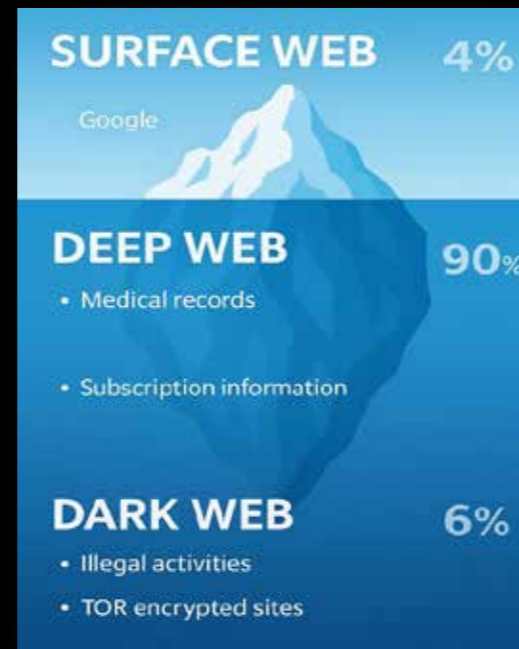 SURFACE WEB 4%
Google
DEEP WEB 90%
• Medical records
• Subscription information
DARK WEB 6%
• Illegal activities
• TOR encrypted sites